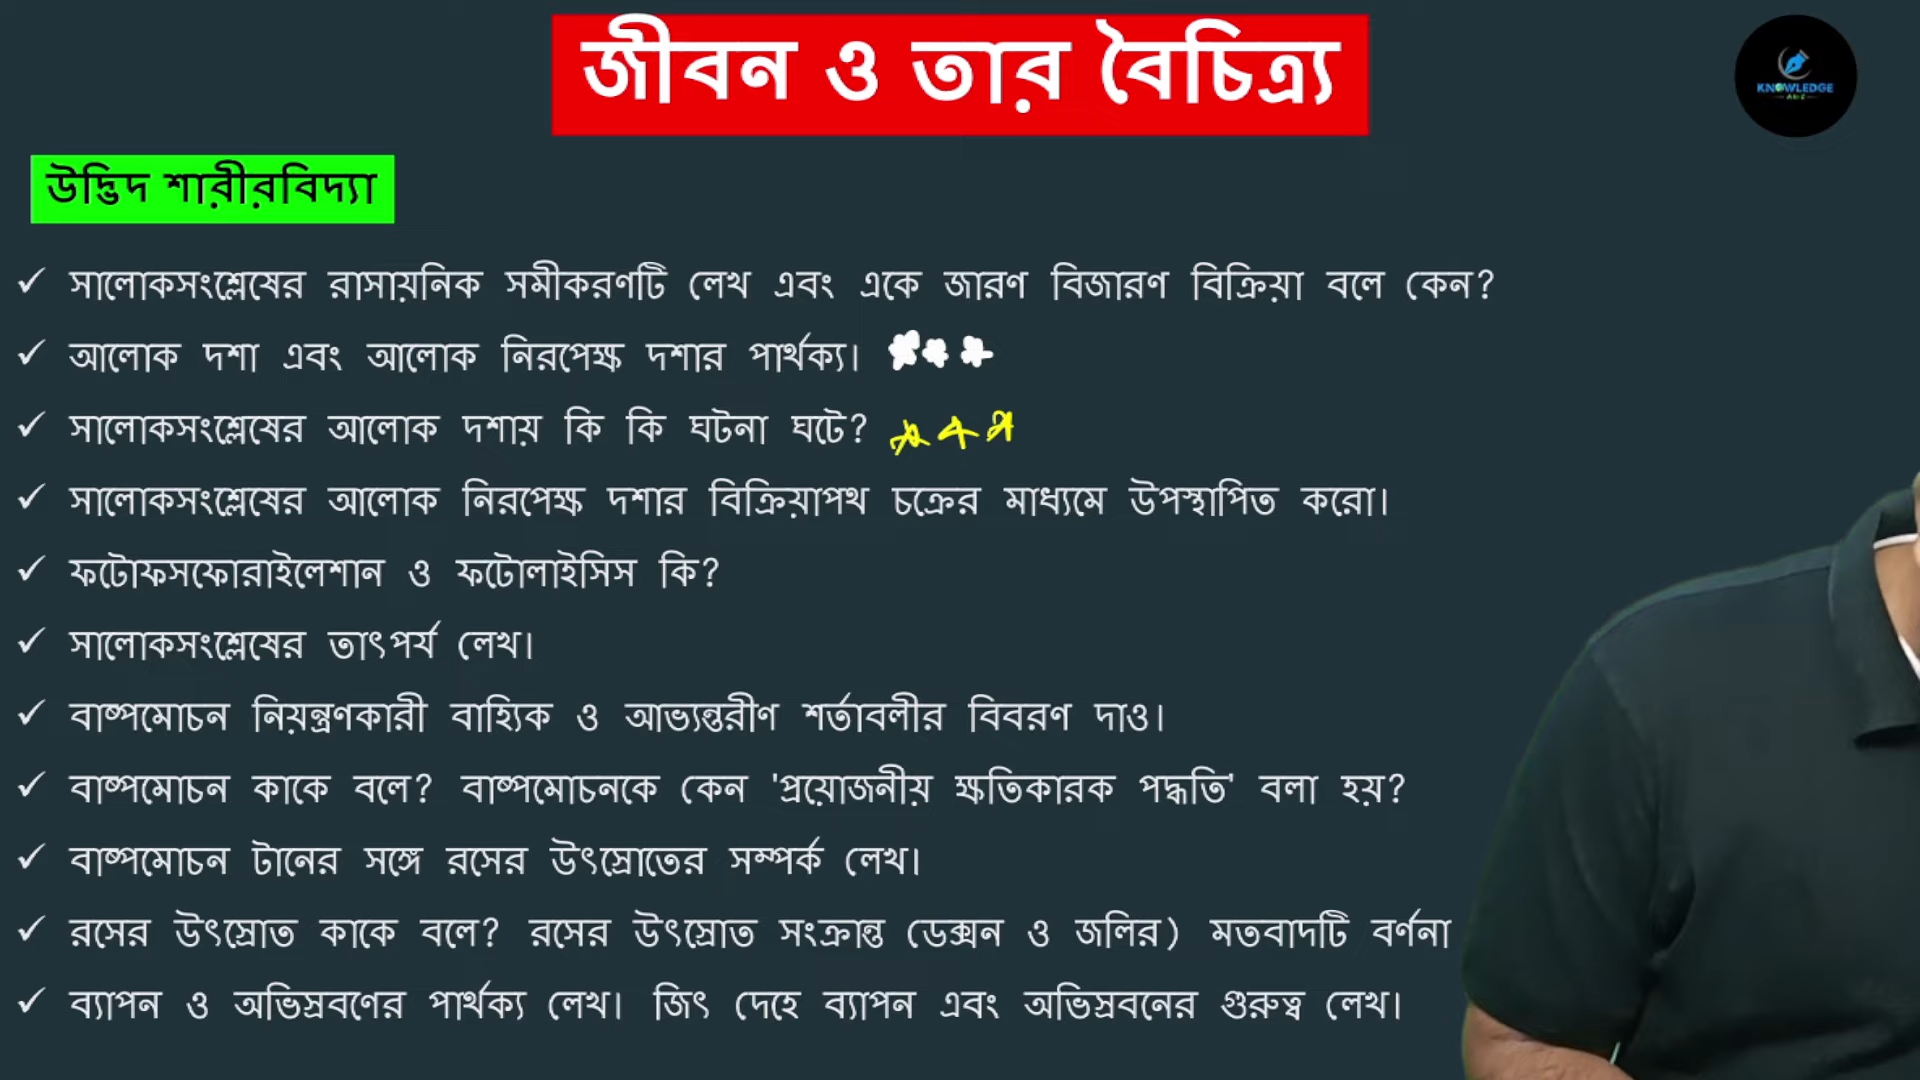 জীবন ও তার বৈচিত্র্য
KNOWLEDGE
উদ্ভিদ শারীরবিদ্যা
✓ সালোকসংশ্লেষের রাসায়নিক সমীকরণটি লেখ এবং একে জারণ বিজারণ বিক্রিয়া বলে কেন?
✓ আলোক দশা এবং আলোক নিরপেক্ষ দশার পার্থক্য।
✓ সালোকসংশ্লেষের আলোক দশায় কি কি ঘটনা ঘটে?
✓ সালোকসংশ্লেষের আলোক নিরপেক্ষ দশার বিক্রিয়াপথ চক্রের মাধ্যমে উপস্থাপিত করো।
✓ ফটোফসফোরাইলেশান ও ফটোলাইসিস কি?
✓ সালোকসংশ্লেষের তাৎপর্য লেখ।
✓ বাষ্পমোচন নিয়ন্ত্রণকারী বাহ্যিক ও আভ্যন্তরীণ শর্তাবলীর বিবরণ দাও।
✓ বাষ্পমোচন কাকে বলে? বাষ্পমোচনকে কেন 'প্রয়োজনীয় ক্ষতিকারক পদ্ধতি' বলা হয়?
✓ বাষ্পমোচন টানের সঙ্গে রসের উৎস্রোতের সম্পর্ক লেখ।
✓ রসের উৎস্রোত কাকে বলে? রসের উৎস্রোত সংক্রান্ত (ডেক্সন ও জলির) মতবাদটি বর্ণনা
✓ ব্যাপন ও অভিস্রবণের পার্থক্য লেখ। জিৎ দেহে ব্যাপন এবং অভিস্রবনের গুরুত্ব লেখ।